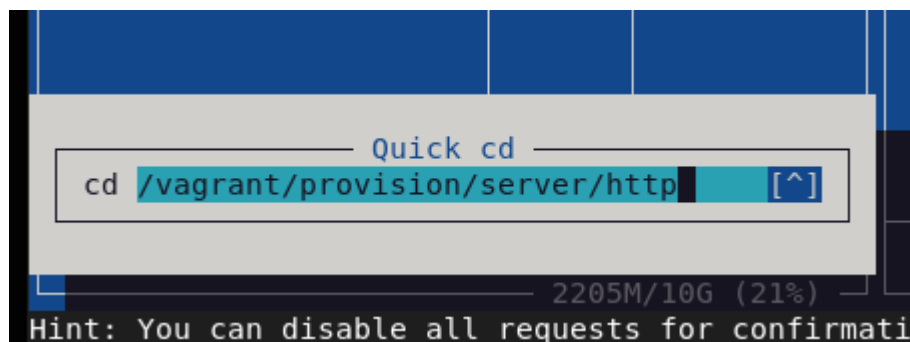 Quick cd
cd /vagrant/provision/server/http [^]
2205M/10G (21%)
Hint: You can disable all requests for confirmati